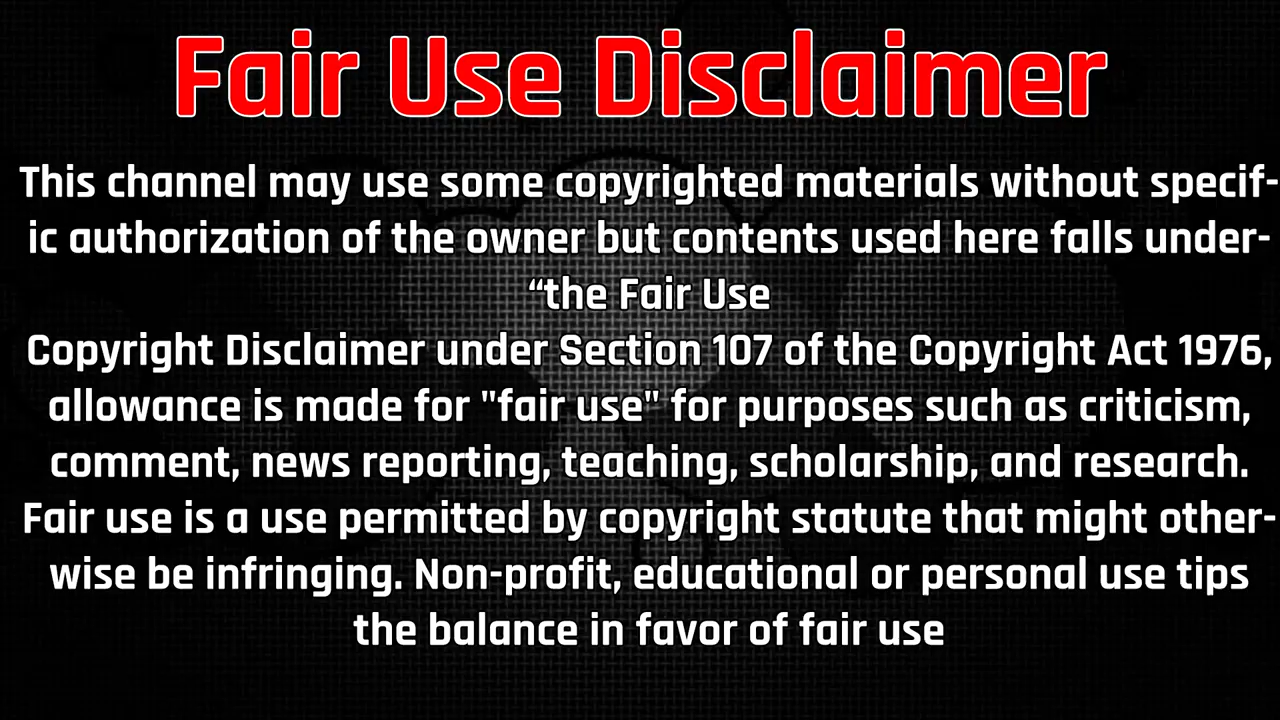 Fair Use Disclaimer
This channel may use some copyrighted materials without specif-
ic authorization of the owner but contents used here falls under-
“the Fair Use
Copyright Disclaimer under Section 107 of the Copyright Act 1976,
allowance is made for "fair use" for purposes such as criticism,
comment, news reporting, teaching, scholarship, and research.
Fair use is a use permitted by copyright statute that might other-
wise be infringing. Non-profit, educational or personal use tips
the balance in favor of fair use